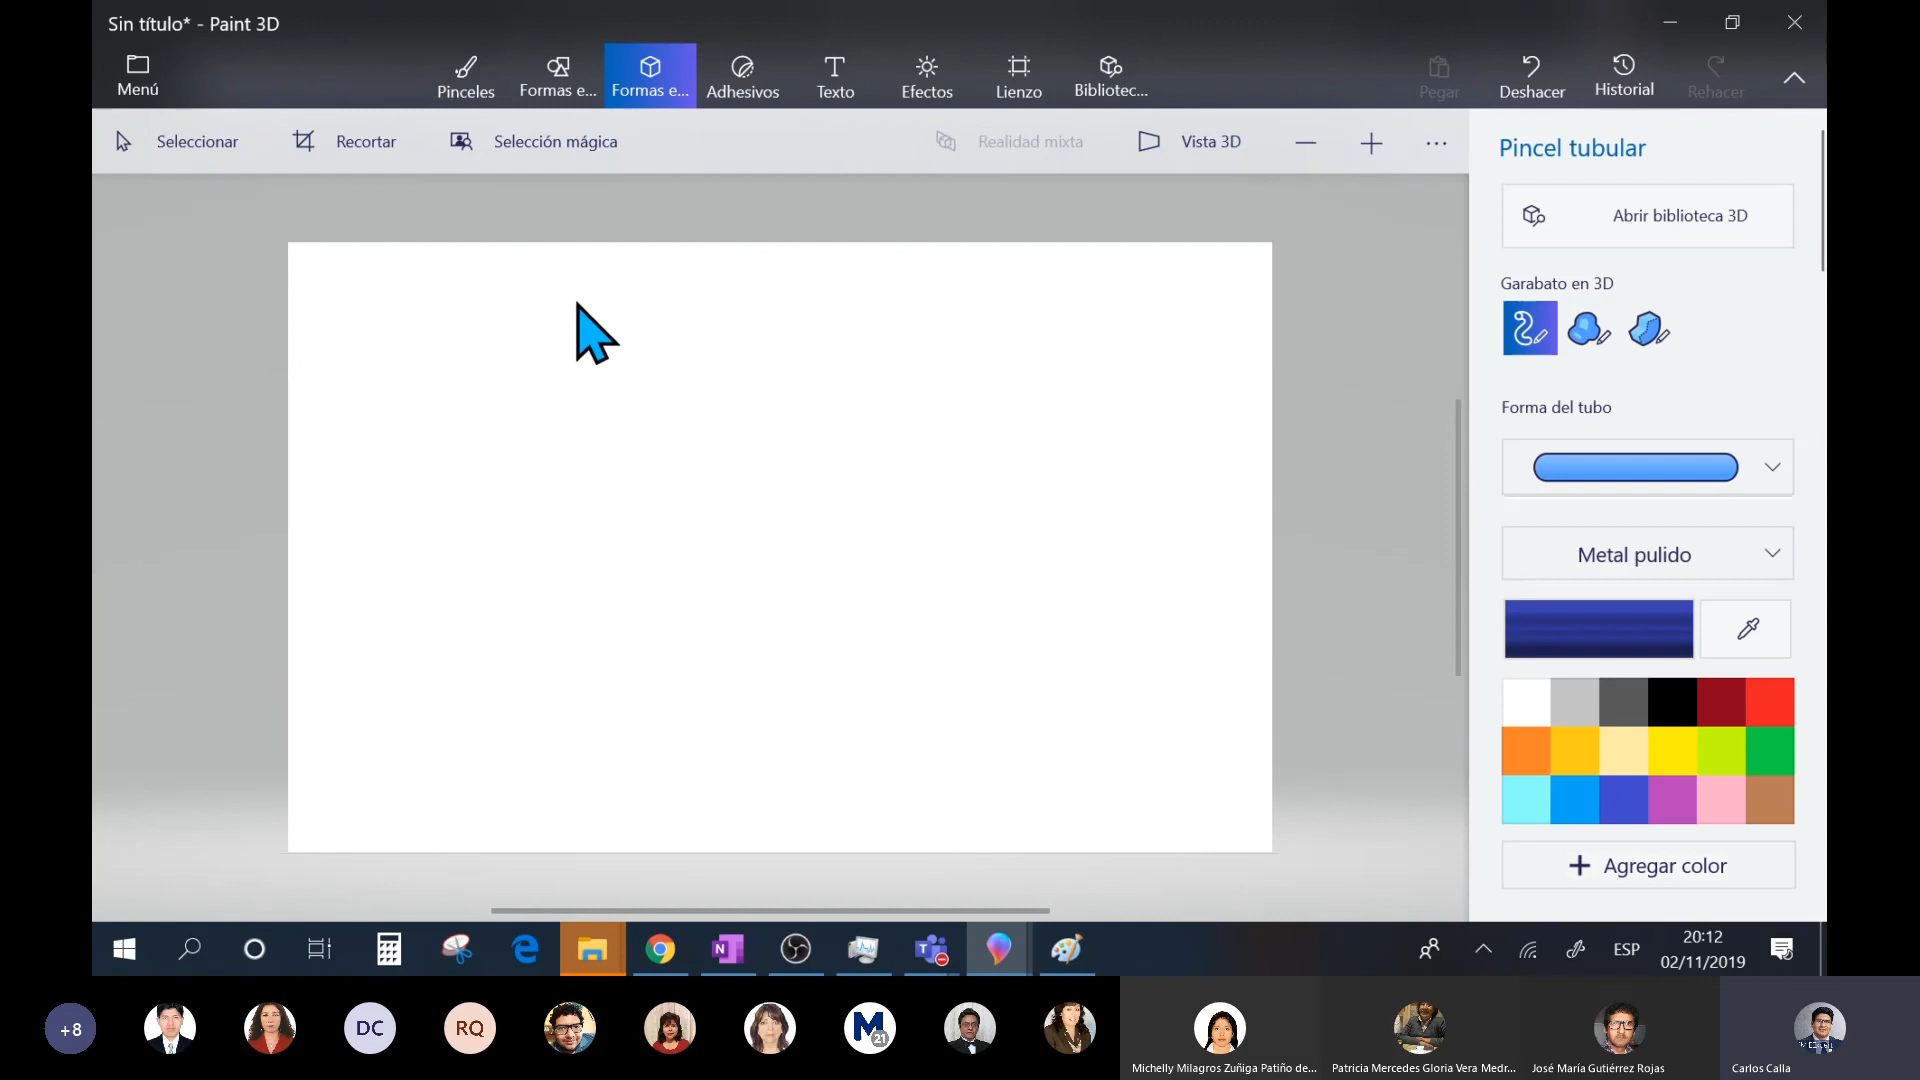 Sin título* - Paint 3D
Menú
Pinceles
Formas e...
Formas e...
Adhesivos
Texto
Efectos
Lienzo
Bibliotec...
Pegar
Deshacer
Historial
Rehacer
Seleccionar
Recortar
Selección mágica
Realidad mixta
Vista 3D
Pincel tubular
Abrir biblioteca 3D
Garabato en 3D
Forma del tubo
Metal pulido
Agregar color
ESP
20:12
02/11/2019
+8
DC
RQ
M
21
Michelly Milagros Zuñiga Patiño de...
Patricia Mercedes Gloria Vera Medr...
José María Gutiérrez Rojas
Carlos Calla